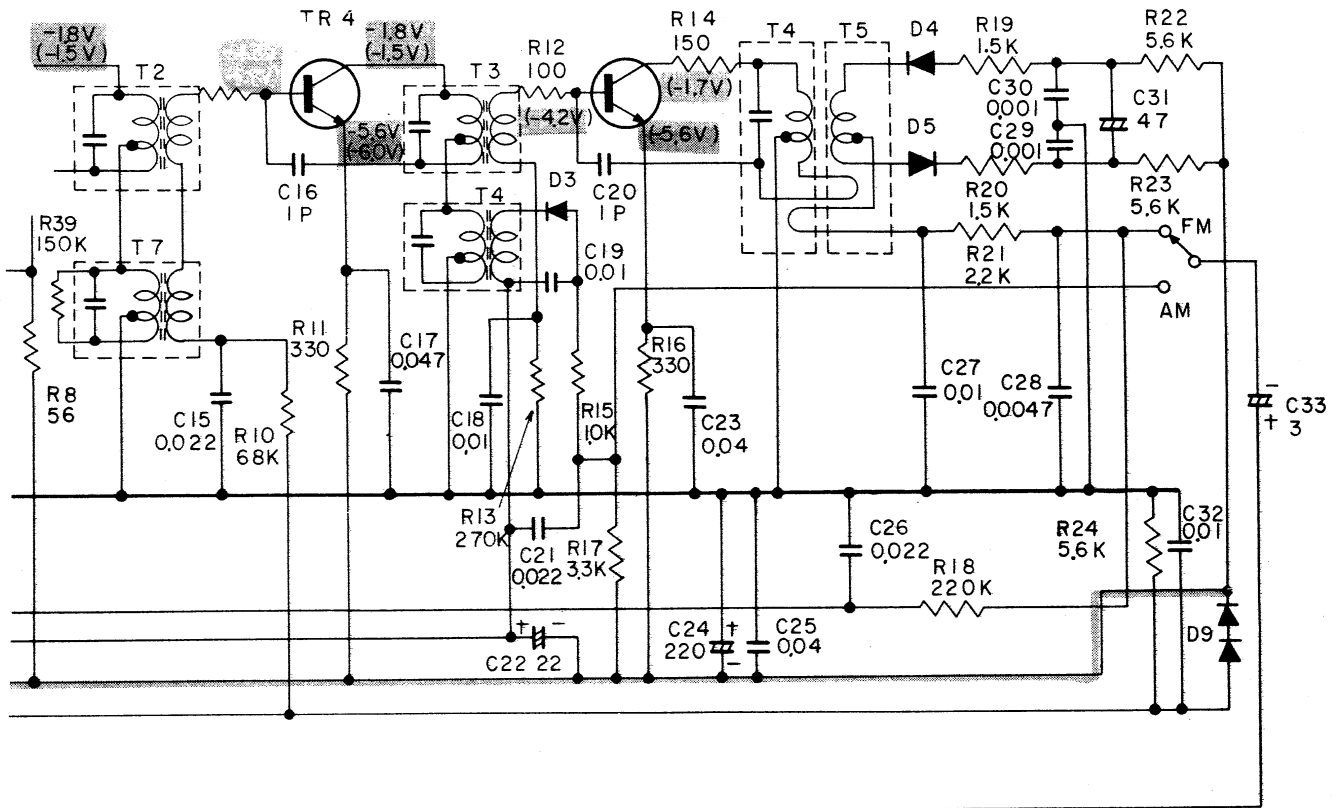 TR 4
-1.8V
(-1.5V)
-1.8V
(-1.5V)
R12
100
R14
150
T4
T5
D4
R19
1.5K
R22
5.6K
T2
T3
(-1.7V)
C30
0.001
C31
47
(-4.2V)
(-5.6V)
-5.6V
(-6.0V)
D5
C29
0.001
C16
1P
D3
C20
1P
R20
1.5K
R23
5.6K
T4
R39
150K
FM
C19
0.01
R21
2.2K
T7
AM
R11
330
C17
0.047
R16
330
C27
0.01
C28
0.0047
R8
56
C15
0.022
R10
68K
C18
0.01
R15
1.0K
C23
0.04
-
+
C33
3
R13
270K
C21
0.022
R17
3.3K
C26
0.022
R24
5.6K
C32
0.01
R18
220K
+ -
C22 22
C24
220
+
-
C25
0.04
D9